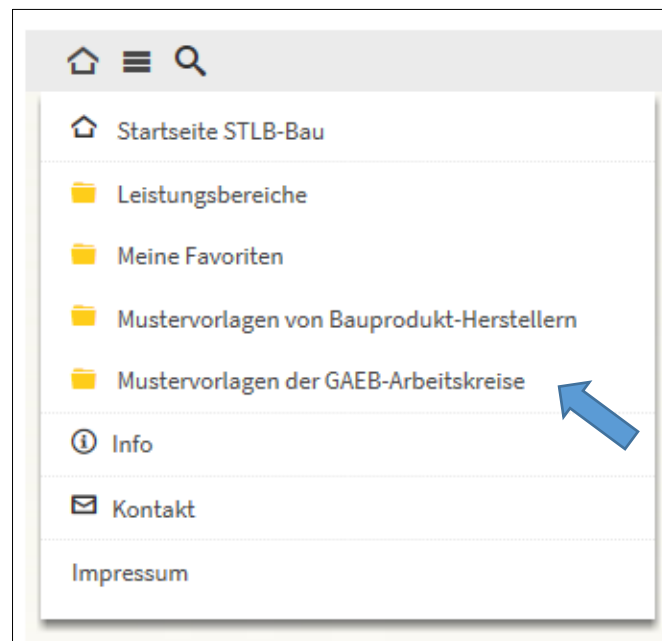 Startseite STLB-Bau
Leistungsbereiche
Meine Favoriten
Mustervorlagen von Bauprodukt-Herstellern
Mustervorlagen der GAEB-Arbeitskreise
Info
Kontakt
Impressum